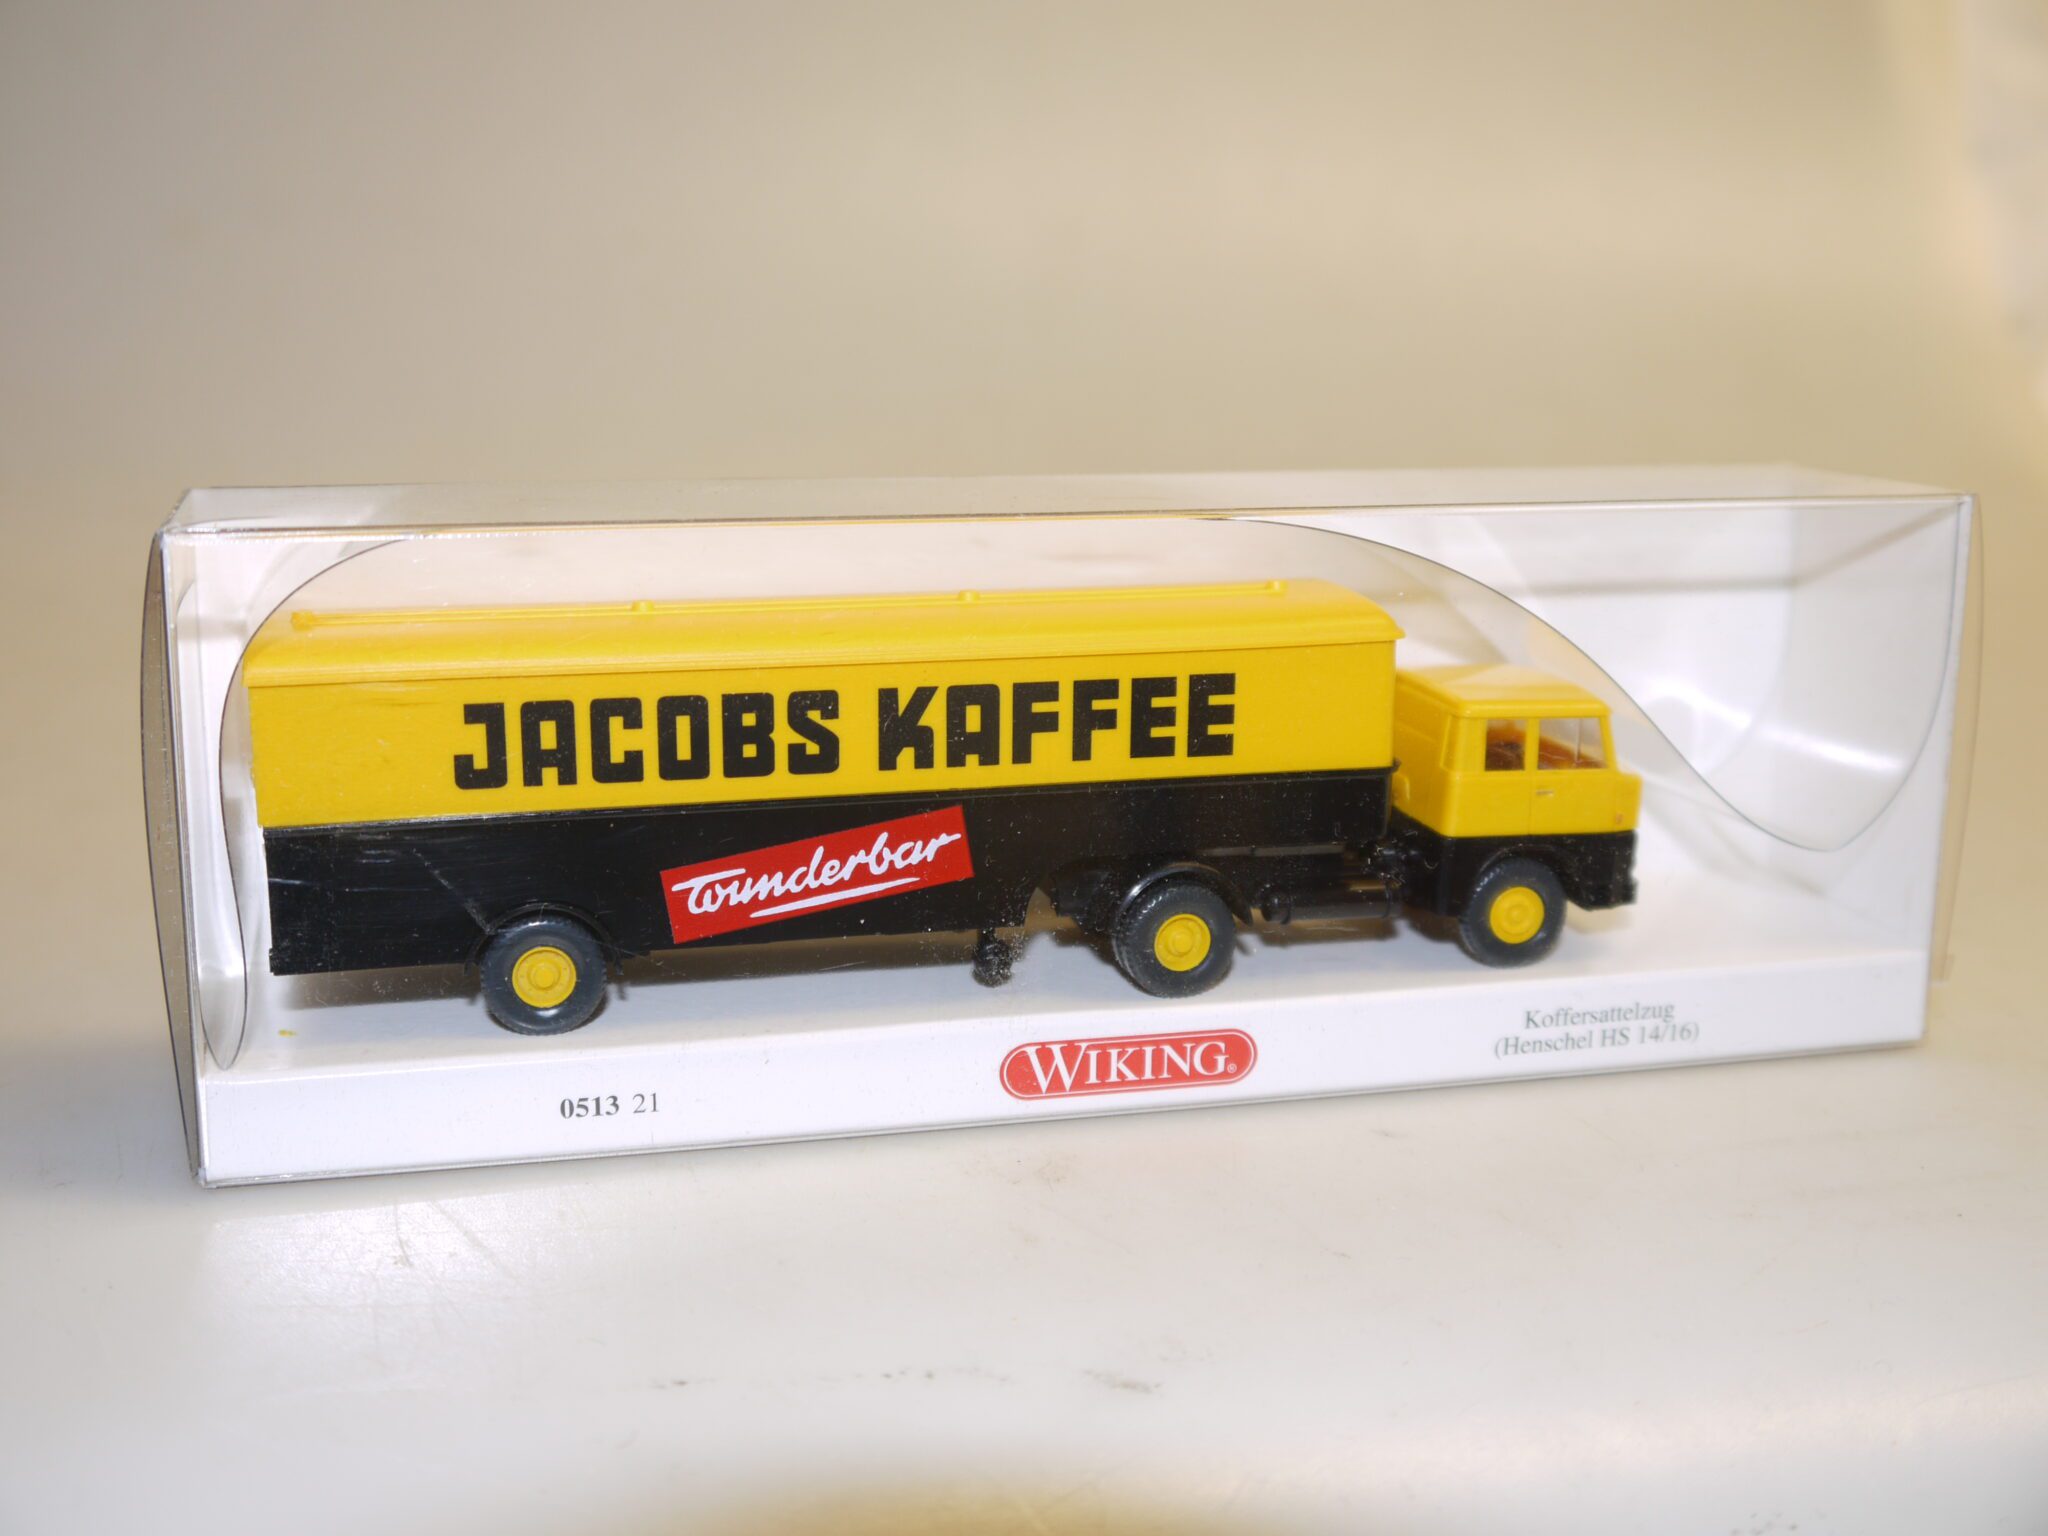 JACOBS KAFFEE
Wunderbar
WIKING®
Koffersattelzug
(Henschel HS 14/16)
0513 21